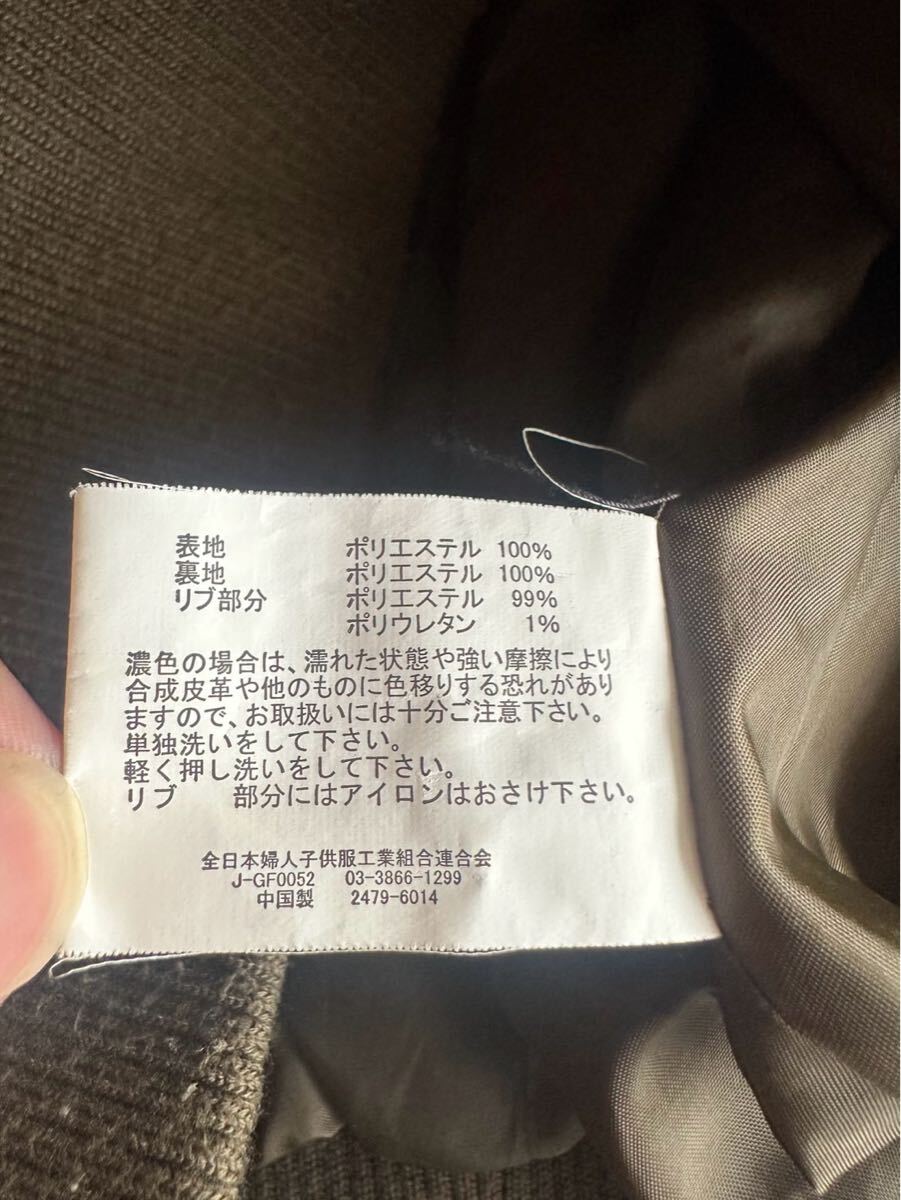 表地 ポリエステル 100%
裏地 ポリエステル 100%
リブ部分 ポリエステル 99%
ポリウレタン 1%
濃色の場合は、濡れた状態や強い摩擦により
合成皮革や他のものに色移りする恐れがあり
ますので、お取扱いには十分ご注意下さい。
単独洗いをして下さい。
軽く押し洗いをして下さい。
リブ 部分にはアイロンはおさけ下さい。
全日本婦人子供服工業組合連合会
J-GF0052 03-3866-1299
中国製 2479-6014